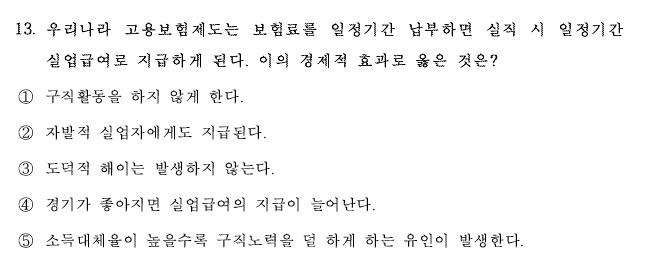 13. 우리나라 고용보험제도는 보험료를 일정기간 납부하면 실직 시 일정기간
실업급여로 지급하게 된다. 이의 경제적 효과로 옳은 것은?
① 구직활동을 하지 않게 한다.
② 자발적 실업자에게도 지급된다.
③ 도덕적 해이는 발생하지 않는다.
④ 경기가 좋아지면 실업급여의 지급이 늘어난다.
⑤ 소득대체율이 높을수록 구직노력을 덜 하게 하는 유인이 발생한다.